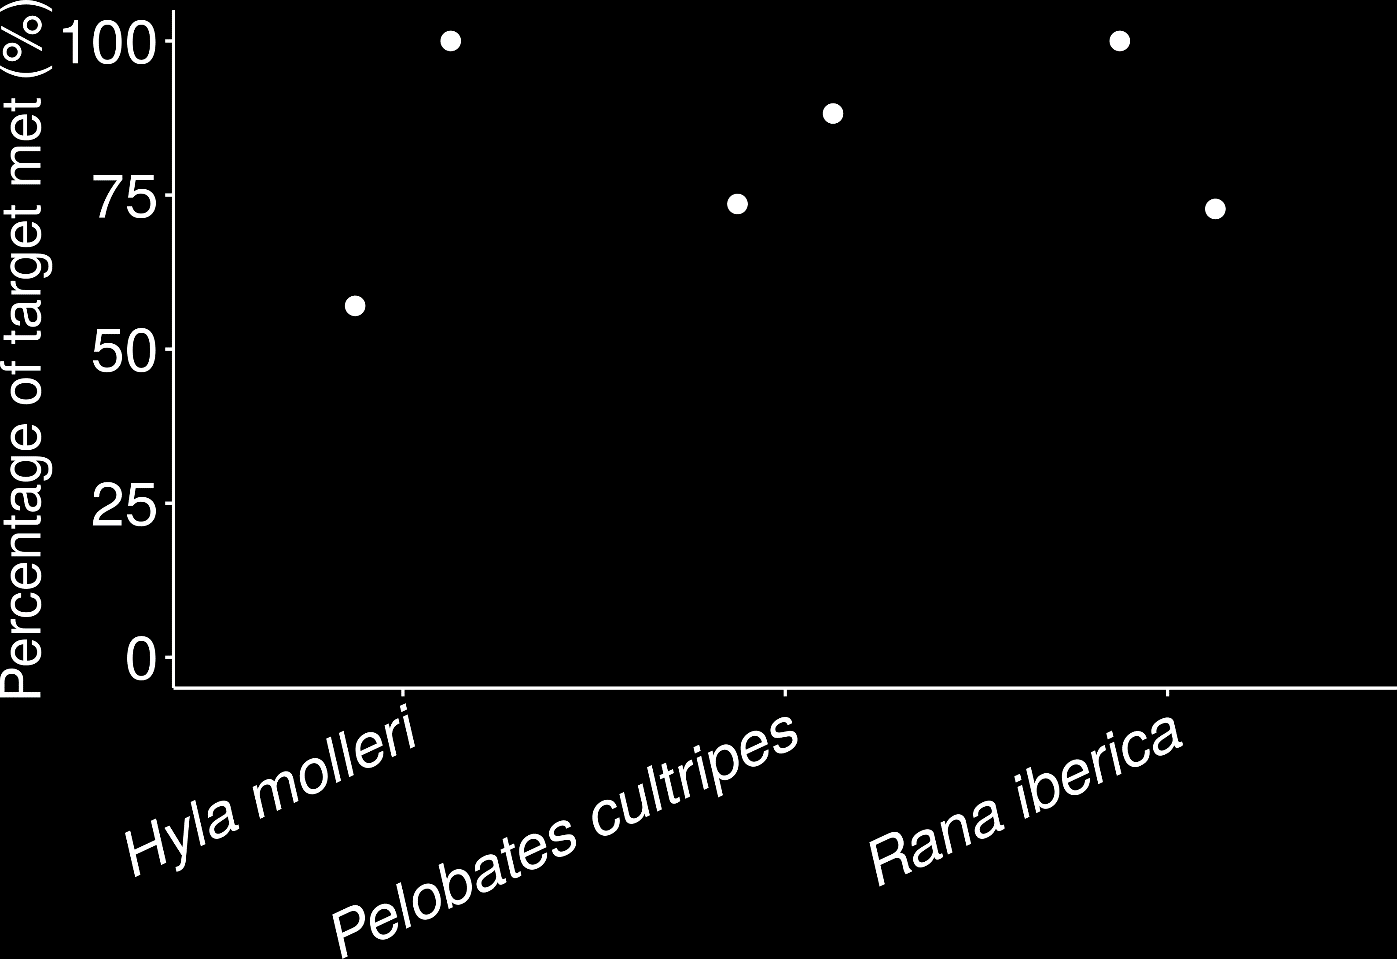 Percentage of target met (%)
100
75
50
25
0
Hyla molleri
Pelobates cultripes
Rana iberica